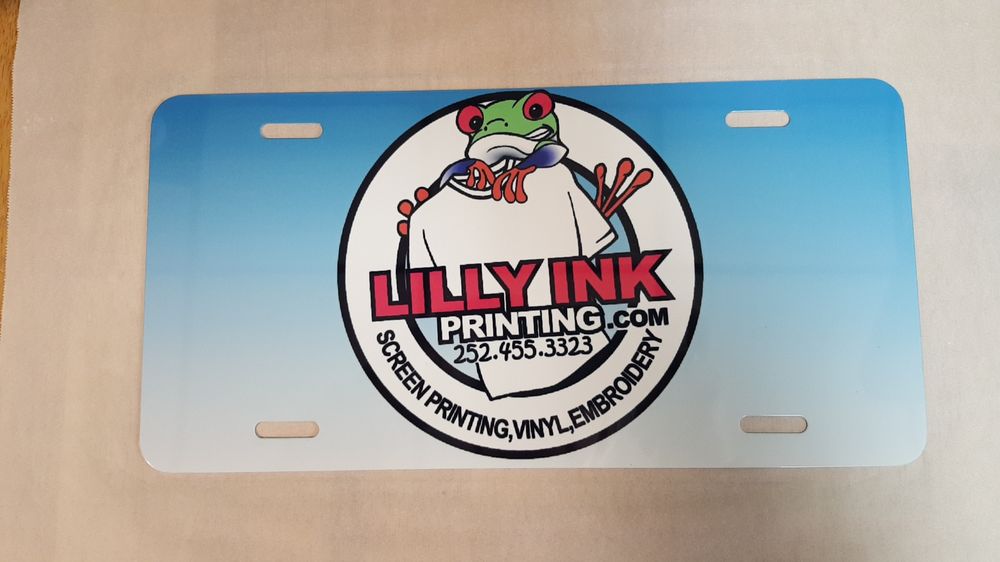 LILLY INK
PRINTING.COM
252.455.3323
SCREEN PRINTING,VINYL,EMBROIDERY